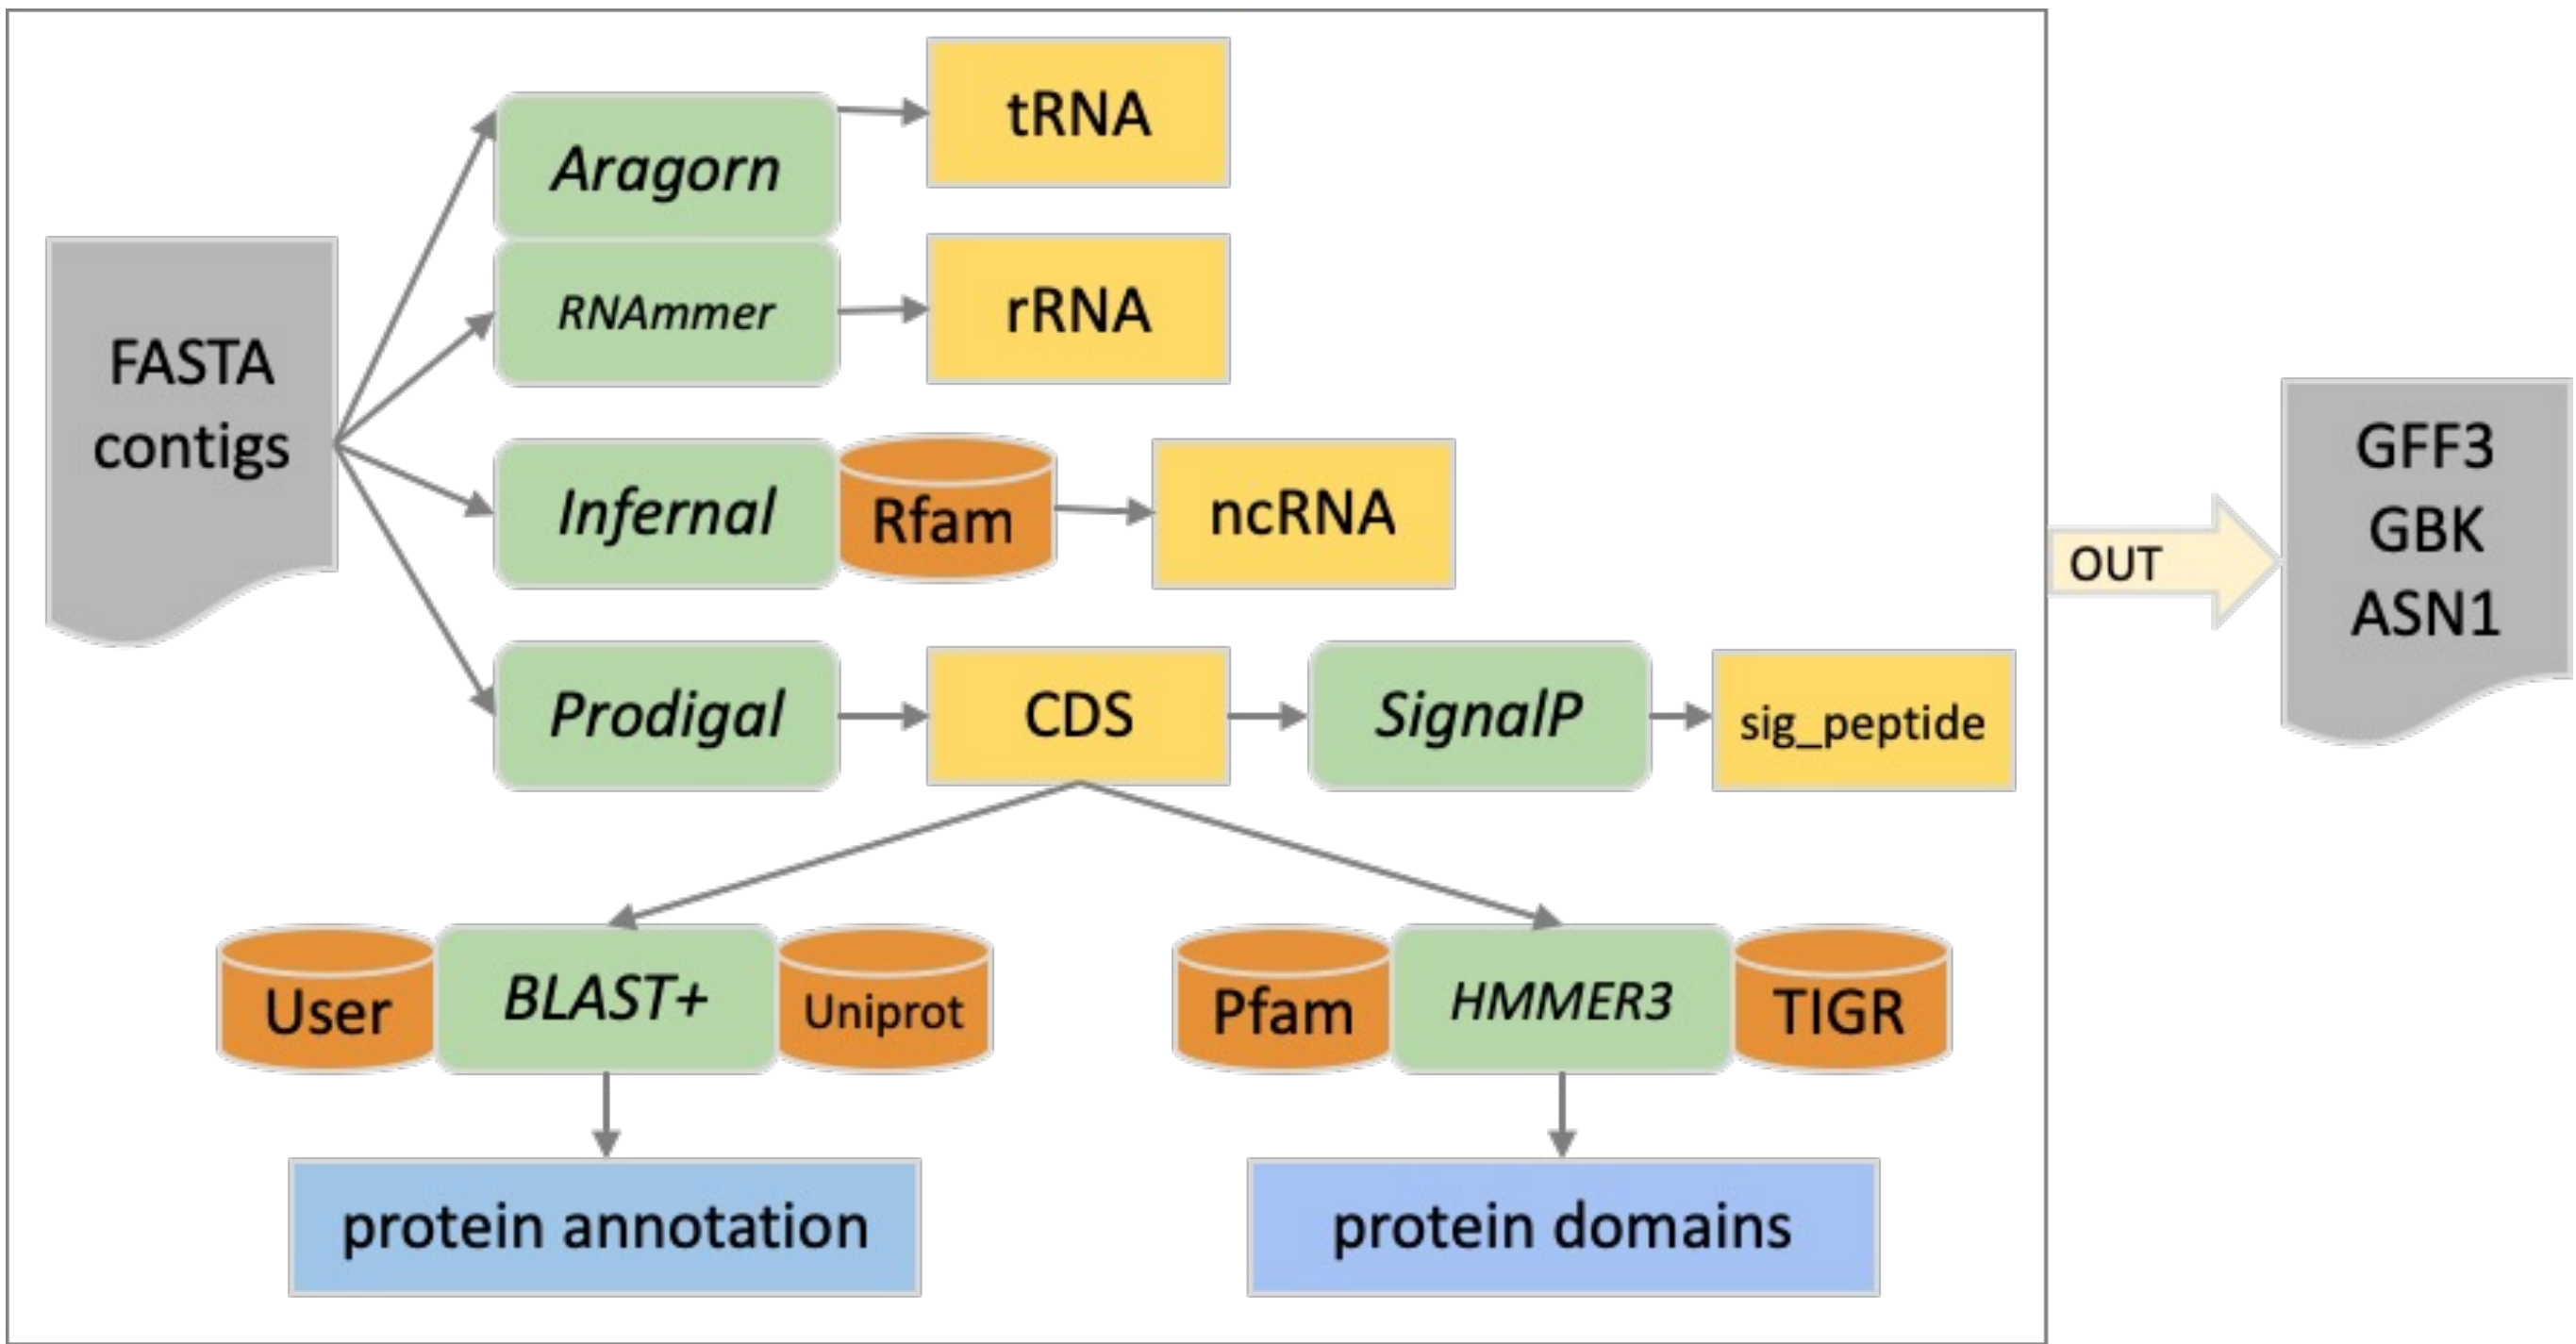 FASTA
contigs
Aragorn
tRNA
RNAmmer
rRNA
Infernal
Rfam
ncRNA
Prodigal
CDS
SignalP
sig_peptide
User
BLAST+
Uniprot
Pfam
HMMER3
TIGR
protein annotation
protein domains
OUT
GFF3
GBK
ASN1